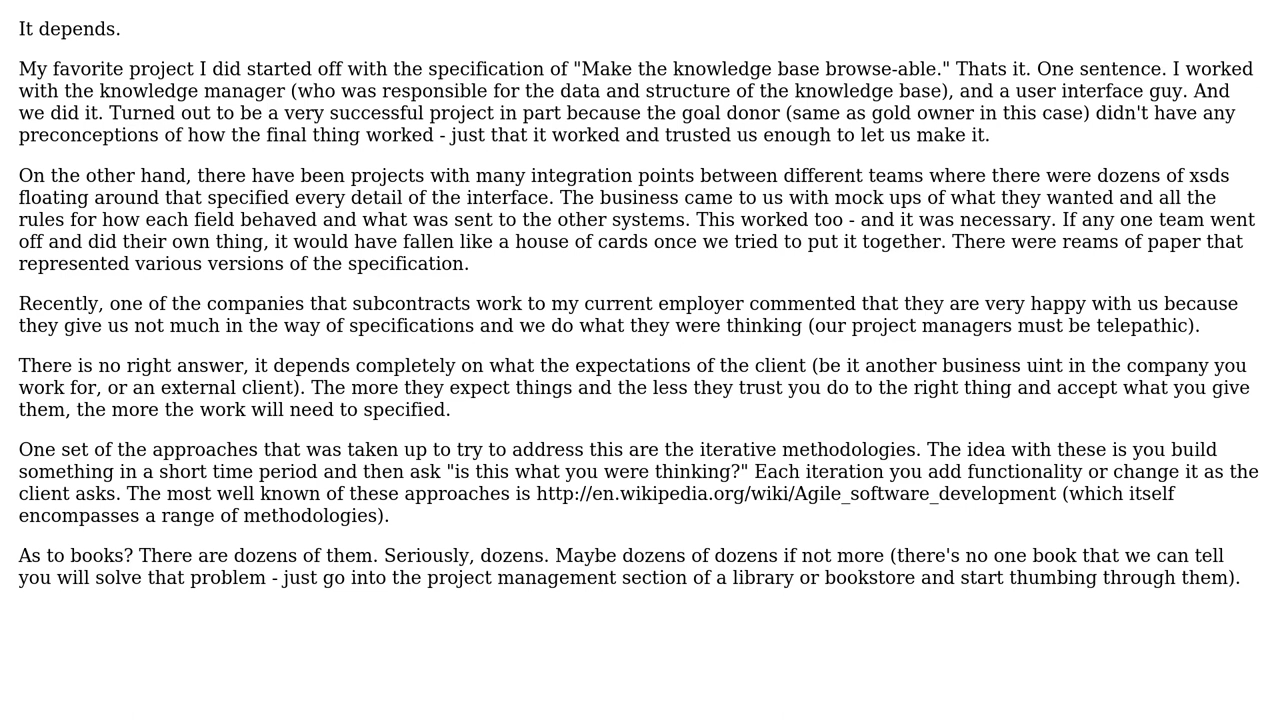 It depends.
My favorite project I did started off with the specification of "Make the knowledge base browse-able." Thats it. One sentence. I worked
with the knowledge manager (who was responsible for the data and structure of the knowledge base), and a user interface guy. And
we did it. Turned out to be a very successful project in part because the goal donor (same as gold owner in this case) didn't have any
preconceptions of how the final thing worked - just that it worked and trusted us enough to let us make it.
On the other hand, there have been projects with many integration points between different teams where there were dozens of xsds
floating around that specified every detail of the interface. The business came to us with mock ups of what they wanted and all the
rules for how each field behaved and what was sent to the other systems. This worked too - and it was necessary. If any one team went
off and did their own thing, it would have fallen like a house of cards once we tried to put it together. There were reams of paper that
represented various versions of the specification.
Recently, one of the companies that subcontracts work to my current employer commented that they are very happy with us because
they give us not much in the way of specifications and we do what they were thinking (our project managers must be telepathic).
There is no right answer, it depends completely on what the expectations of the client (be it another business uint in the company you
work for, or an external client). The more they expect things and the less they trust you do to the right thing and accept what you give
them, the more the work will need to specified.
One set of the approaches that was taken up to try to address this are the iterative methodologies. The idea with these is you build
something in a short time period and then ask "is this what you were thinking?" Each iteration you add functionality or change it as the
client asks. The most well known of these approaches is http://en.wikipedia.org/wiki/Agile_software_development (which itself
encompasses a range of methodologies).
As to books? There are dozens of them. Seriously, dozens. Maybe dozens of dozens if not more (there's no one book that we can tell
you will solve that problem - just go into the project management section of a library or bookstore and start thumbing through them).